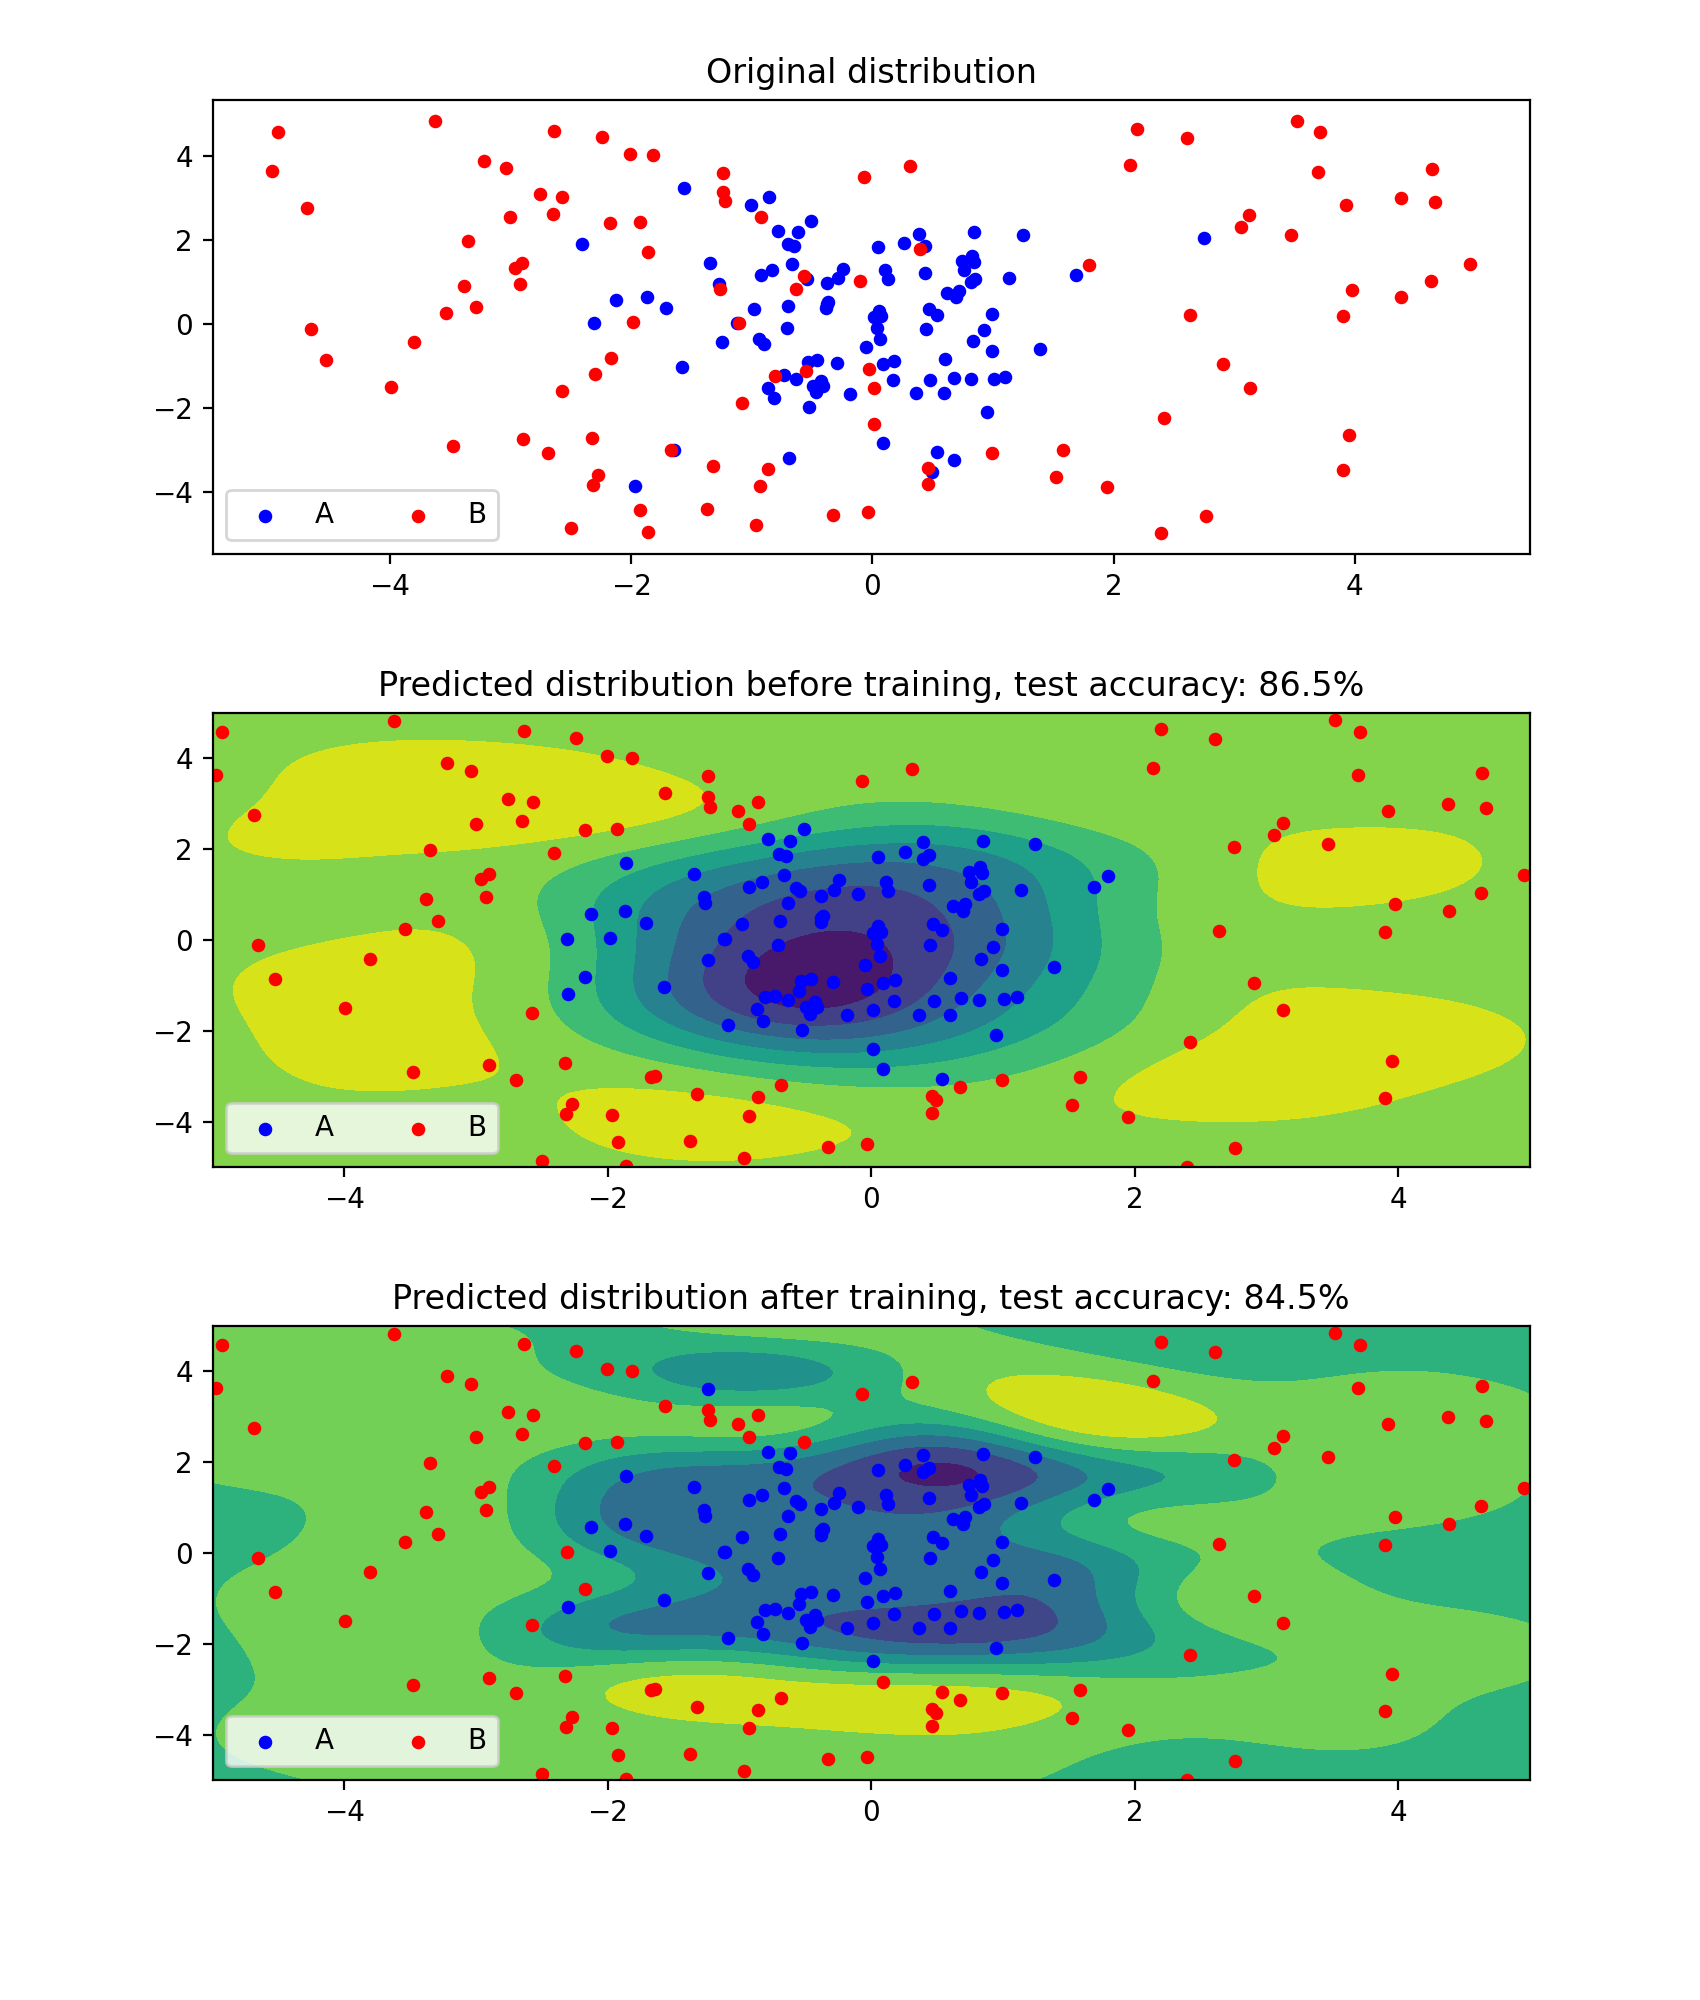 Original distribution
4
2
0
−2
−4
A B
−4 −2 0 2 4
Predicted distribution before training, test accuracy: 86.5%
4
2
0
−2
−4
A B
−4 −2 0 2 4
Predicted distribution after training, test accuracy: 84.5%
4
2
0
−2
−4
A B
−4 −2 0 2 4